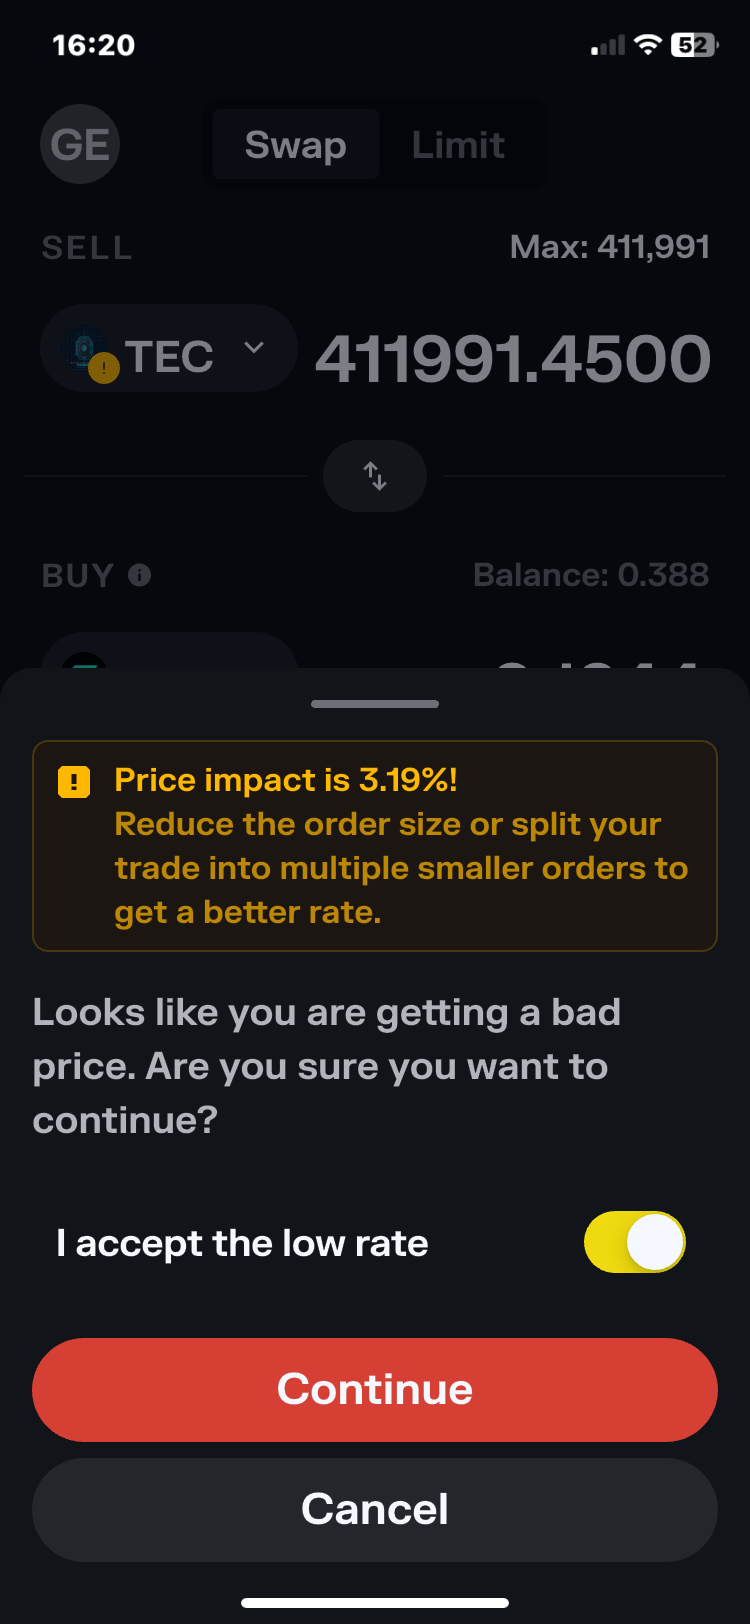 16:20
52
GE
Swap
Limit
SELL
Max: 411,991
TEC
411991.4500
BUY
Balance: 0.388
Price impact is 3.19%!
Reduce the order size or split your
trade into multiple smaller orders to
get a better rate.
Looks like you are getting a bad
price. Are you sure you want to
continue?
I accept the low rate
Continue
Cancel